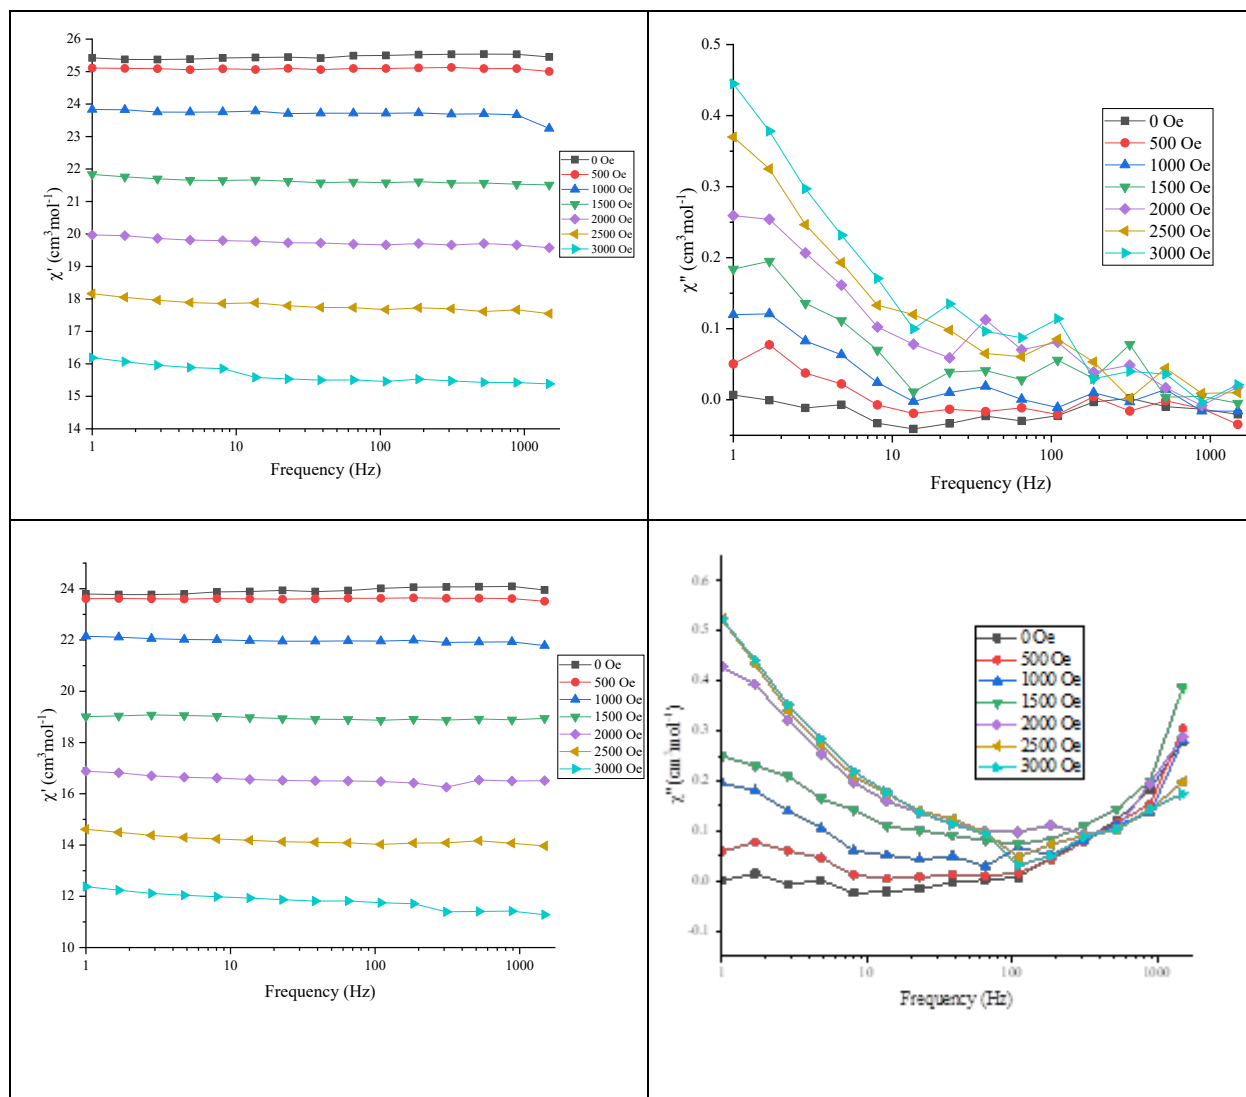 26
25
24
23
22
21
20
19
18
17
16
15
14
χ' (cm³mol⁻¹)
0 Oe
500 Oe
1000 Oe
1500 Oe
2000 Oe
2500 Oe
3000 Oe
1 10 100 1000
Frequency (Hz)
0.5
0.4
0.3
0.2
0.1
0.0
χ" (cm³mol⁻¹)
0 Oe
500 Oe
1000 Oe
1500 Oe
2000 Oe
2500 Oe
3000 Oe
1 10 100 1000
Frequency (Hz)
24
22
20
18
16
14
12
10
χ' (cm³mol⁻¹)
0 Oe
500 Oe
1000 Oe
1500 Oe
2000 Oe
2500 Oe
3000 Oe
1 10 100 1000
Frequency (Hz)
0.6
0.5
0.4
0.3
0.2
0.1
0.0
-0.1
χ" (cm³mol⁻¹)
0 Oe
500 Oe
1000 Oe
1500 Oe
2000 Oe
2500 Oe
3000 Oe
1 10 100 1000
Frequency (Hz)